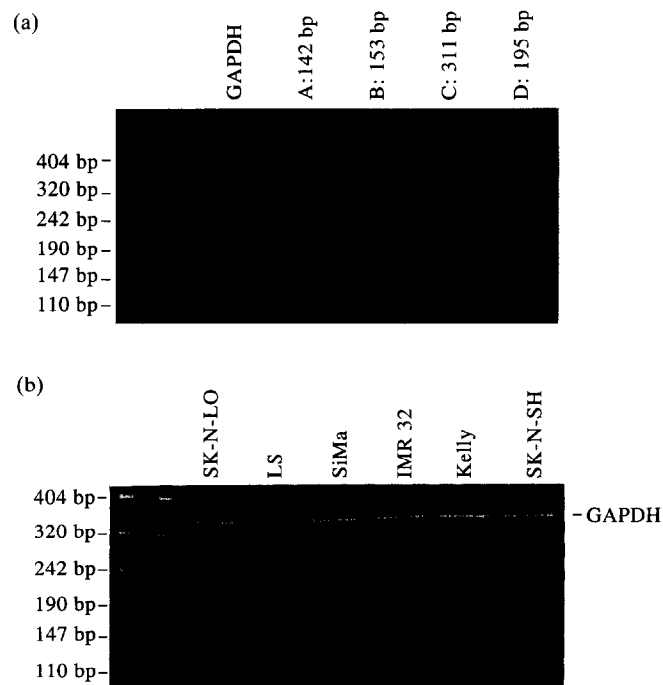 (a)
GAPDH
A:142 bp
B: 153 bp
C: 311 bp
D: 195 bp
404 bp
320 bp
242 bp
190 bp
147 bp
110 bp
(b)
SK-N-LO
LS
SiMa
IMR 32
Kelly
SK-N-SH
404 bp
320 bp
242 bp
190 bp
147 bp
110 bp
GAPDH